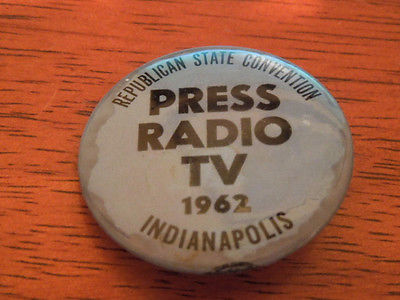 REPUBLICAN STATE CONVENTION
PRESS
RADIO
TV
1962
INDIANAPOLIS